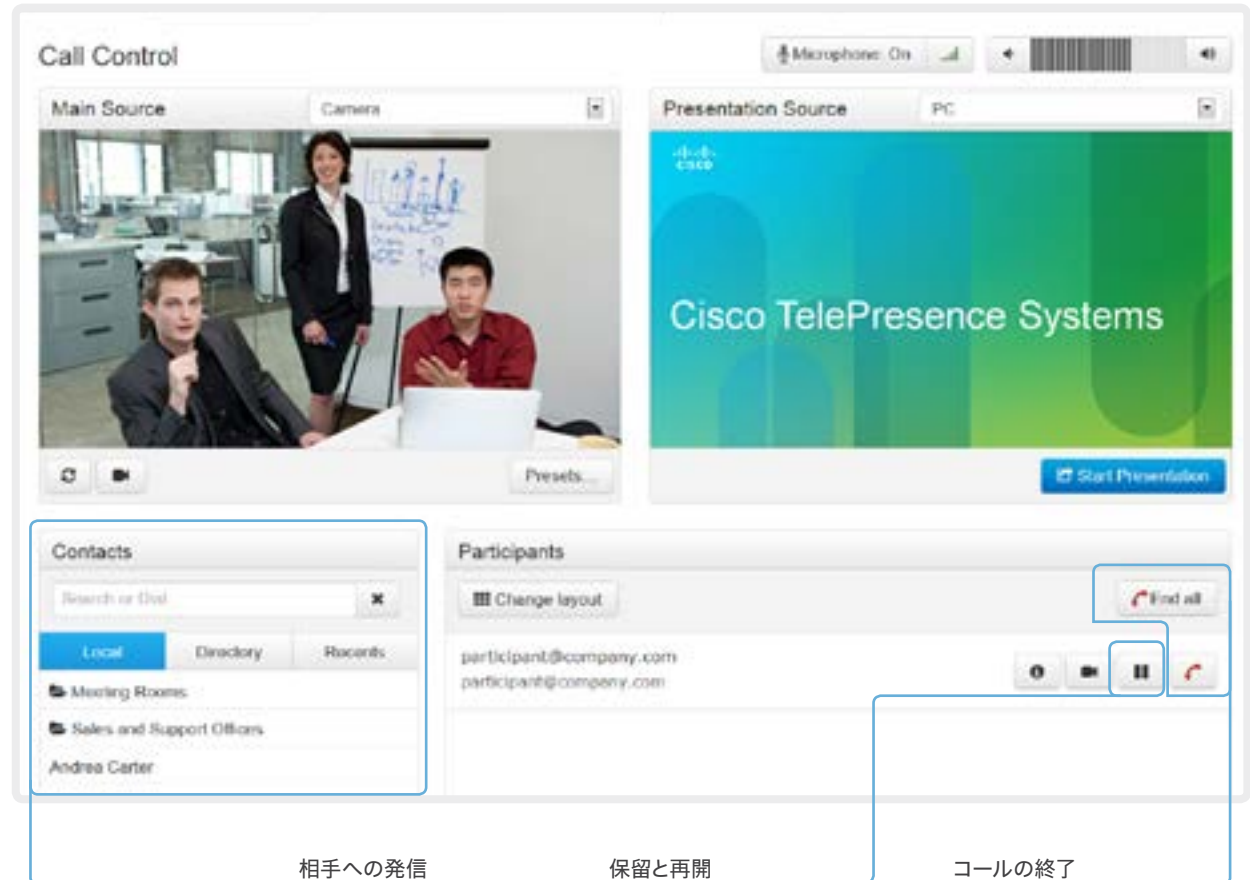 Call Control
Microphone: On
Main Source
Camera
Presentation Source
PC
CISCO
Cisco TelePresence Systems
Presets...
Start Presentation
Contacts
Participants
Search or Dial
Change layout
End all
Local
Directory
Recents
participant@company.com
participant@company.com
Meeting Rooms
Sales and Support Offices
Andrea Carter
相手への発信
保留と再開
コールの終了